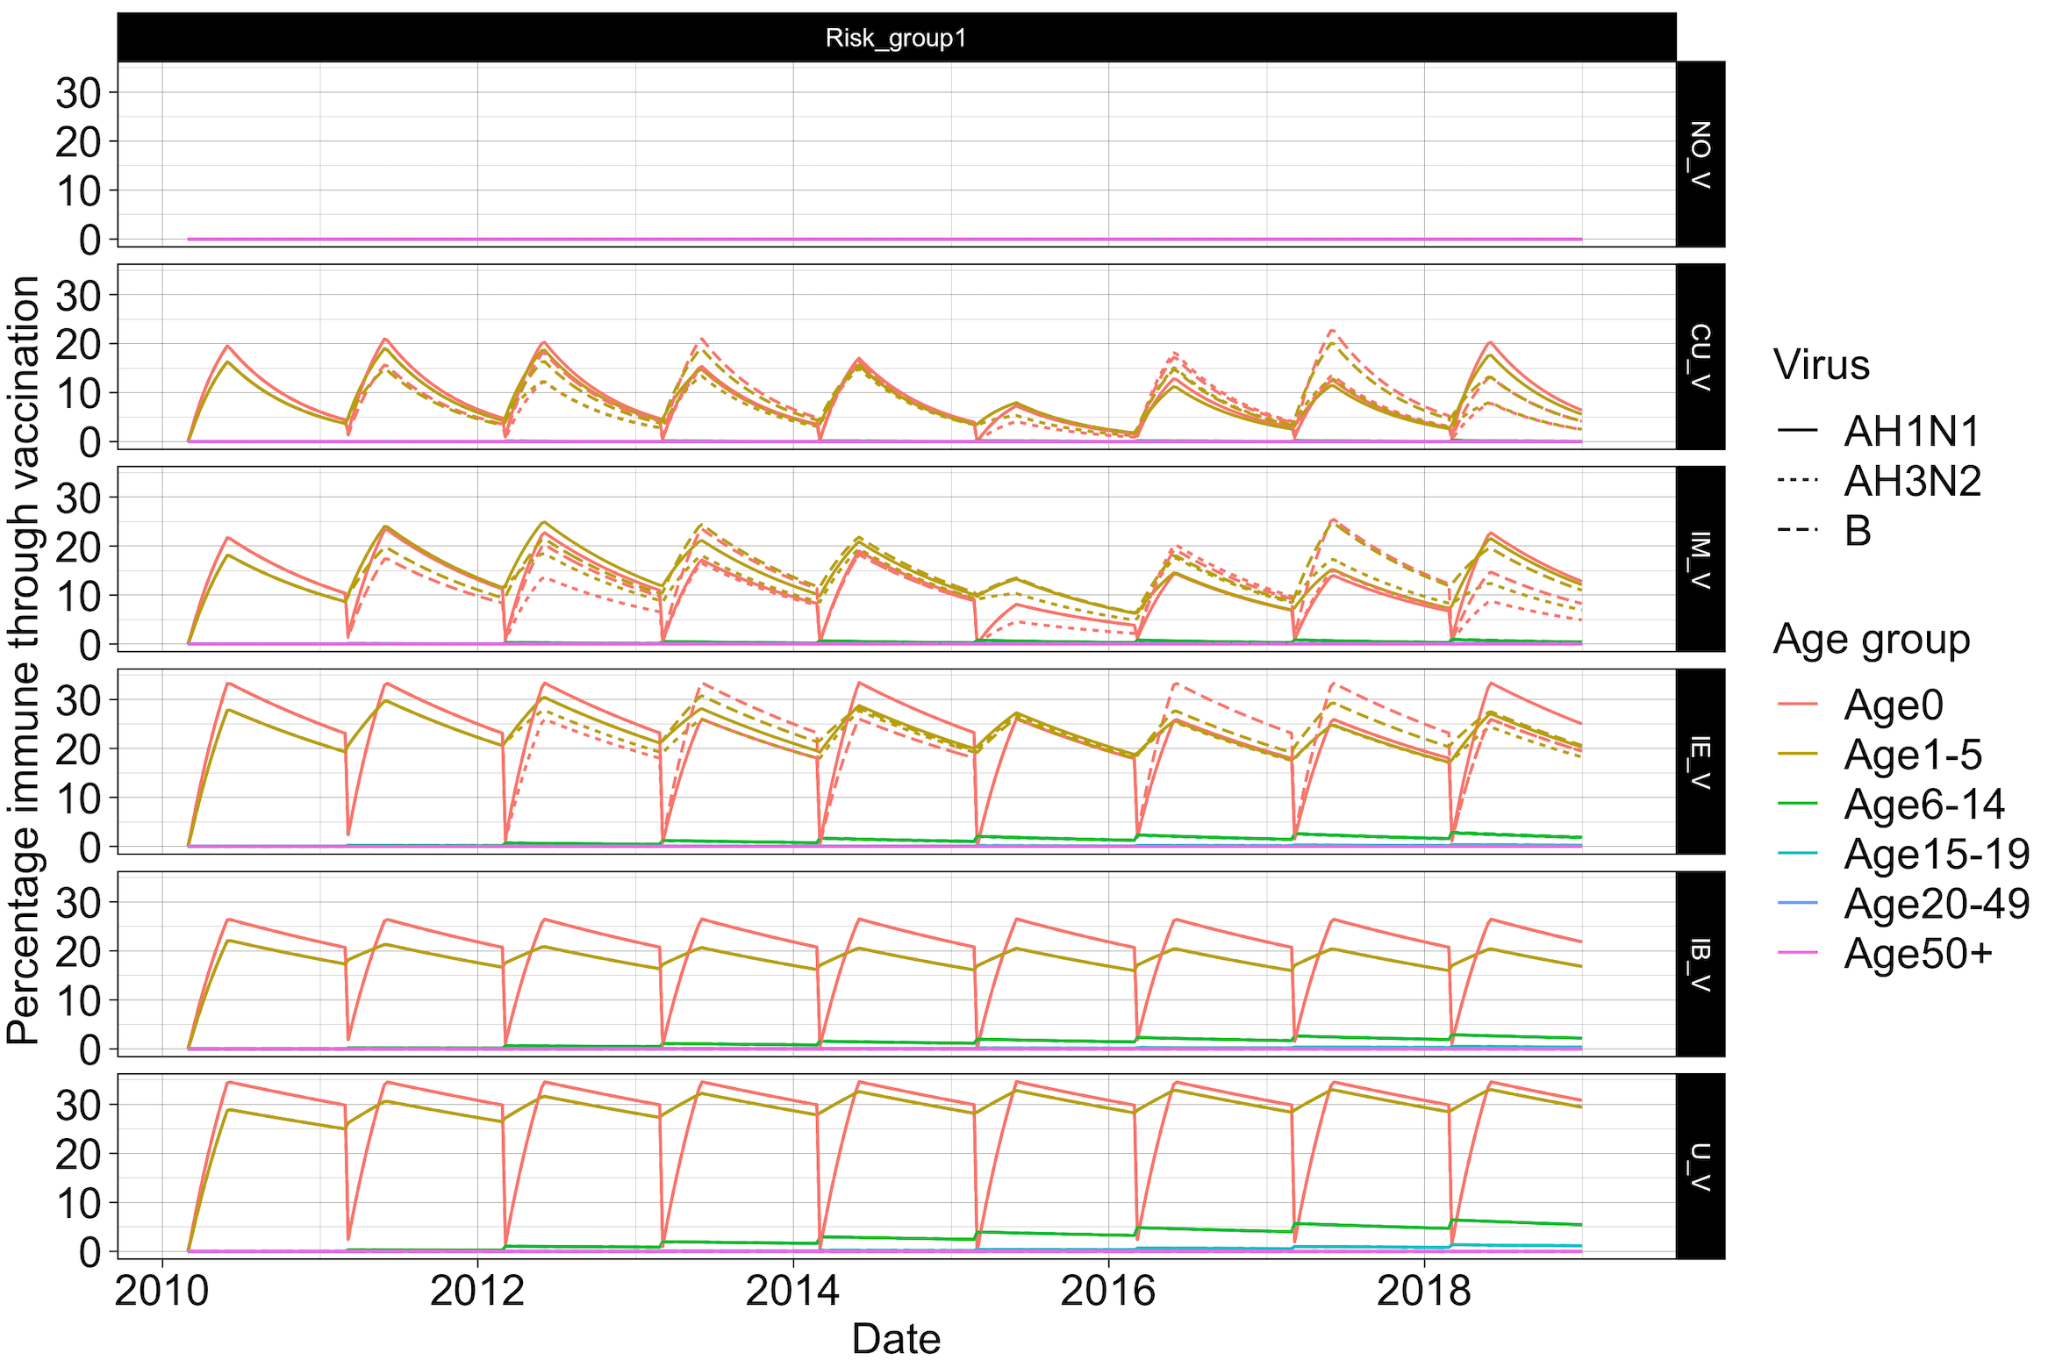 Risk_group1
30
20
10
0
NO_V
30
20
10
0
CU_V
30
20
10
0
IM_V
30
20
10
0
IE_V
30
20
10
0
IB_V
30
20
10
0
U_V
Percentage immune through vaccination
2010
2012
2014
2016
2018
Date
Virus
AH1N1
AH3N2
B
Age group
Age0
Age1-5
Age6-14
Age15-19
Age20-49
Age50+